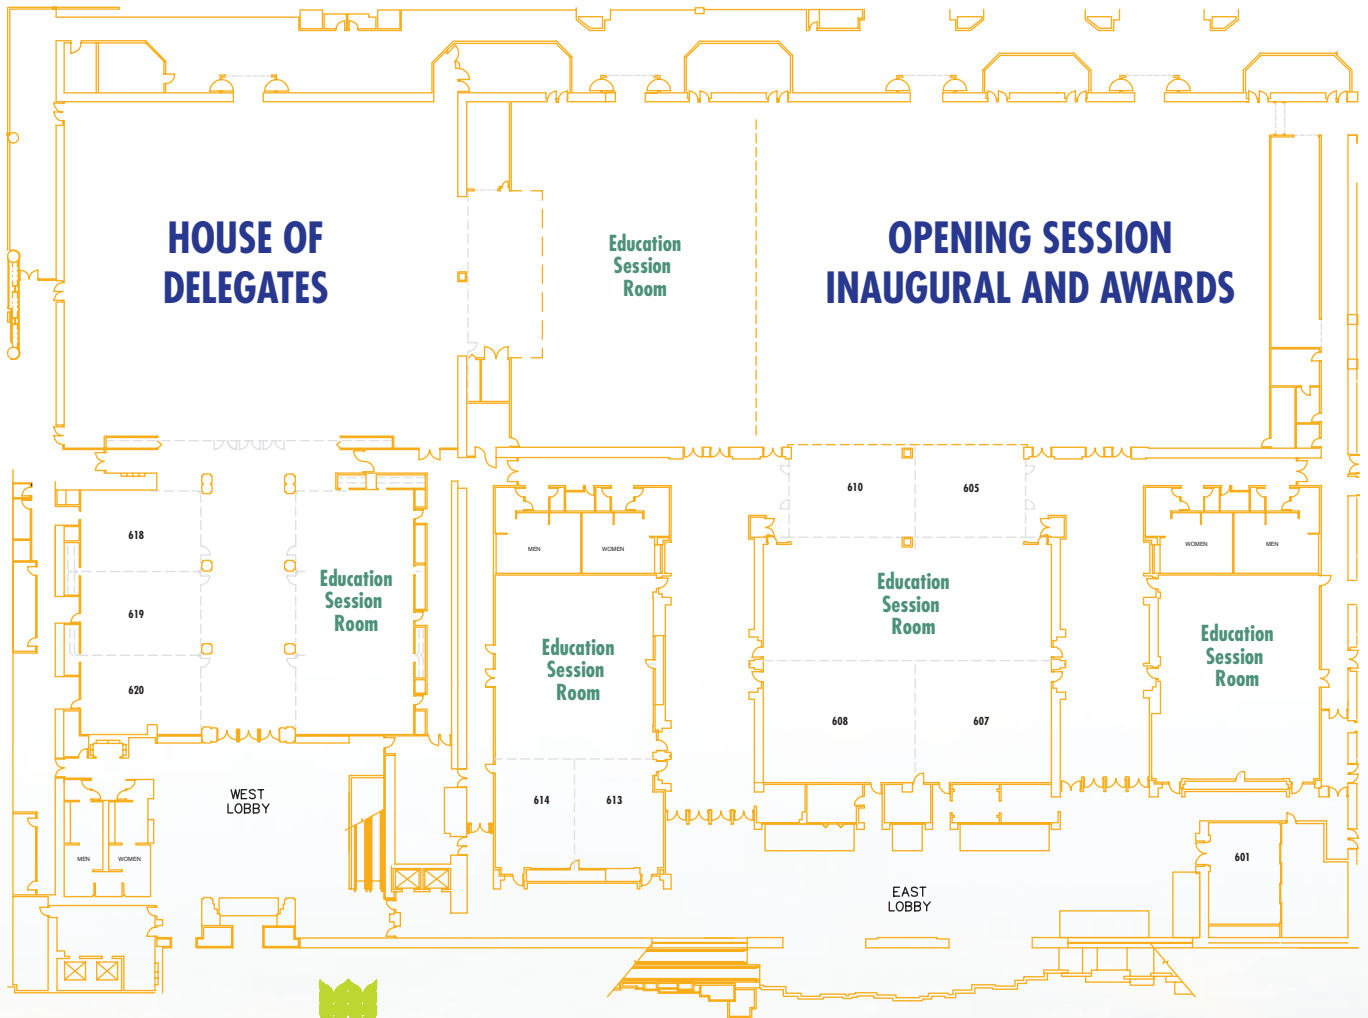 HOUSE OF
DELEGATES
Education
Session
Room
OPENING SESSION
INAUGURAL AND AWARDS
610
605
618
MEN
WOMEN
WOMEN
MEN
Education
Session
Room
Education
Session
Room
619
Education
Session
Room
Education
Session
Room
620
608
607
WEST
LOBBY
614
613
MEN
WOMEN
601
EAST
LOBBY